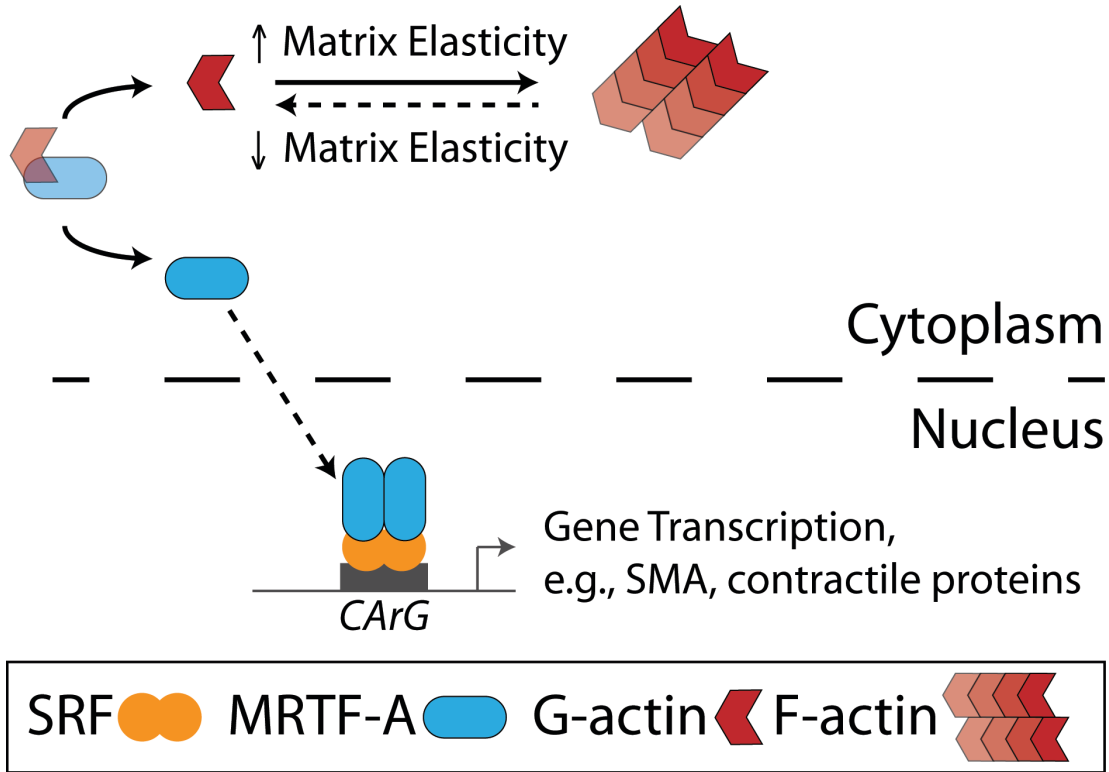 ↑ Matrix Elasticity
↓ Matrix Elasticity
Cytoplasm
Nucleus
Gene Transcription,
e.g., SMA, contractile proteins
CArG
SRF MRTF-A G-actin F-actin